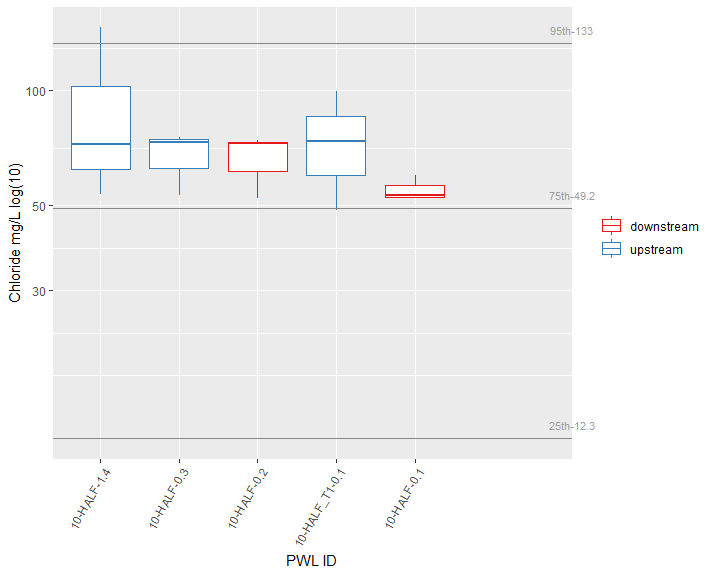 95th-133
100
75th-49.2
50
30
25th-12.3
Chloride mg/L log(10)
10-HALF-1.4
10-HALF-0.3
10-HALF-0.2
10-HALF_T1-0.1
10-HALF-0.1
PWL ID
downstream
upstream